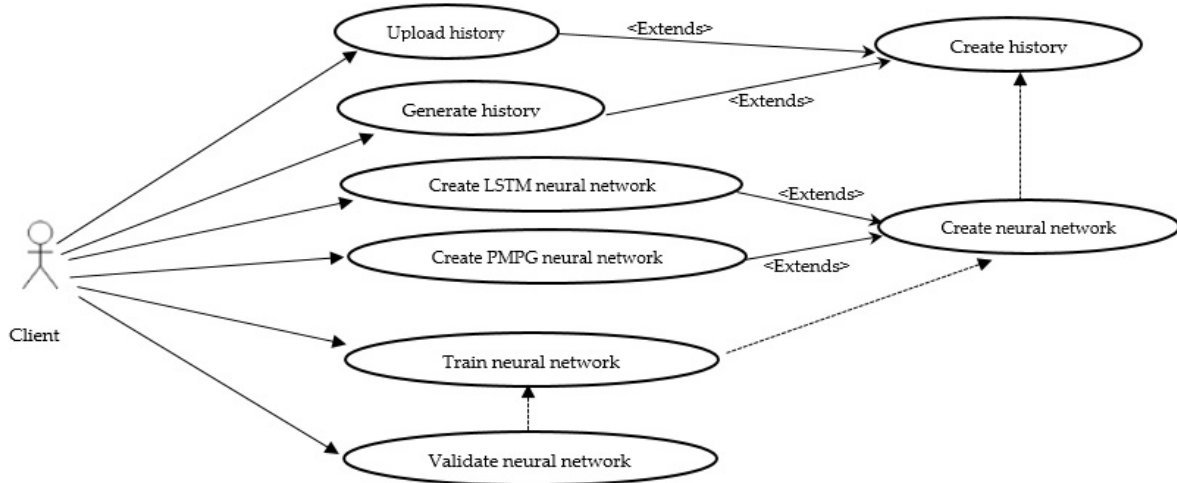 Upload history
<Extends>
Create history
Generate history
<Extends>
Create LSTM neural network
<Extends>
Create neural network
Create PMPG neural network
<Extends>
Client
Train neural network
Validate neural network